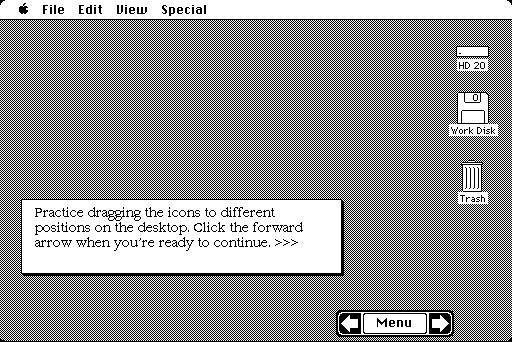 File Edit View Special
HD 20
Work Disk
Trash
Practice dragging the icons to different
positions on the desktop. Click the forward
arrow when you're ready to continue. >>>
Menu